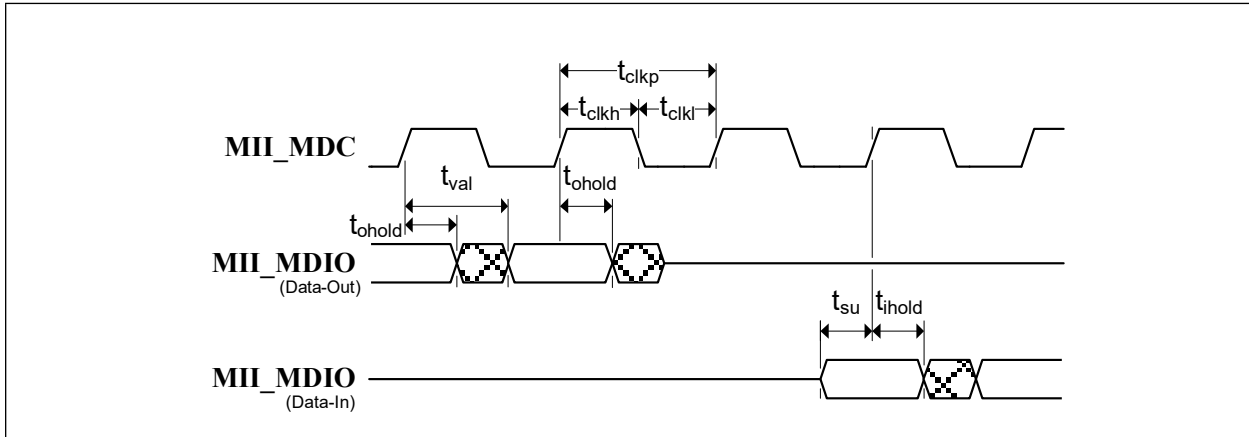 tclkp
tclkh tclkl
MII_MDC
tval tohold
tohold
MII_MDIO
(Data-Out)
tsu tihold
MII_MDIO
(Data-In)